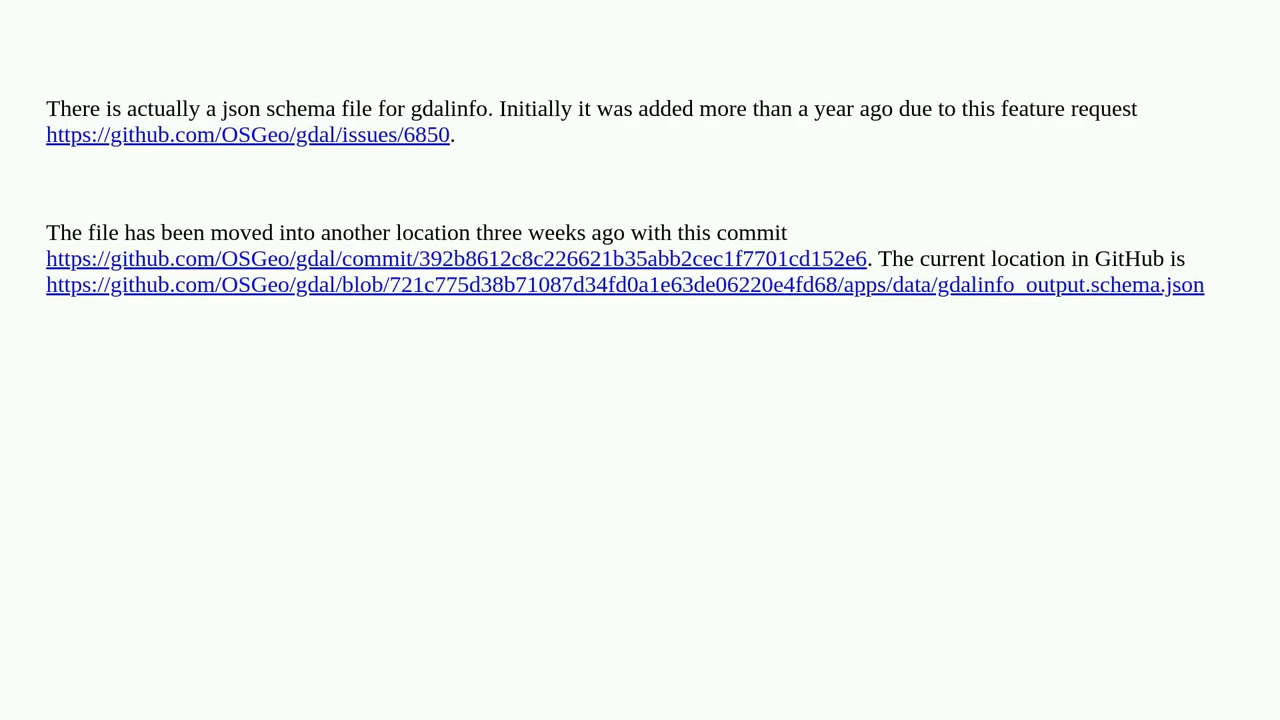 There is actually a json schema file for gdalinfo. Initially it was added more than a year ago due to this feature request
https://github.com/OSGeo/gdal/issues/6850.
The file has been moved into another location three weeks ago with this commit
https://github.com/OSGeo/gdal/commit/392b8612c8c226621b35abb2cec1f7701cd152e6. The current location in GitHub is
https://github.com/OSGeo/gdal/blob/721c775d38b71087d34fd0a1e63de06220e4fd68/apps/data/gdalinfo_output.schema.json